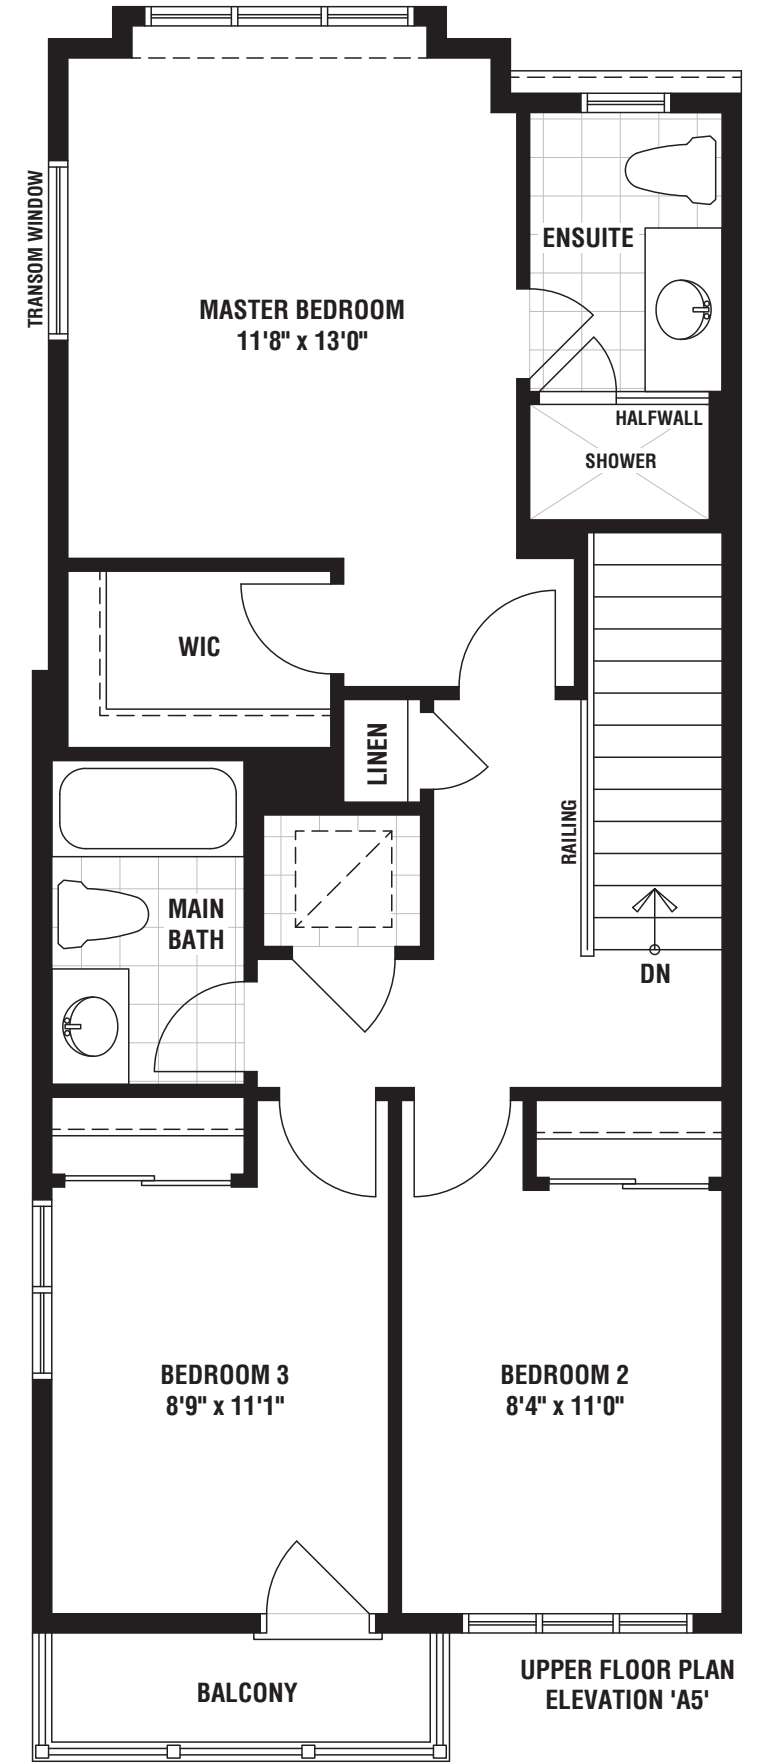 TRANSOM WINDOW
MASTER BEDROOM
11'8" x 13'0"
ENSUITE
HALFWALL
SHOWER
WIC
LINEN
RAILING
MAIN
BATH
DN
BEDROOM 3
8'9" x 11'1"
BEDROOM 2
8'4" x 11'0"
BALCONY
UPPER FLOOR PLAN
ELEVATION 'A5'